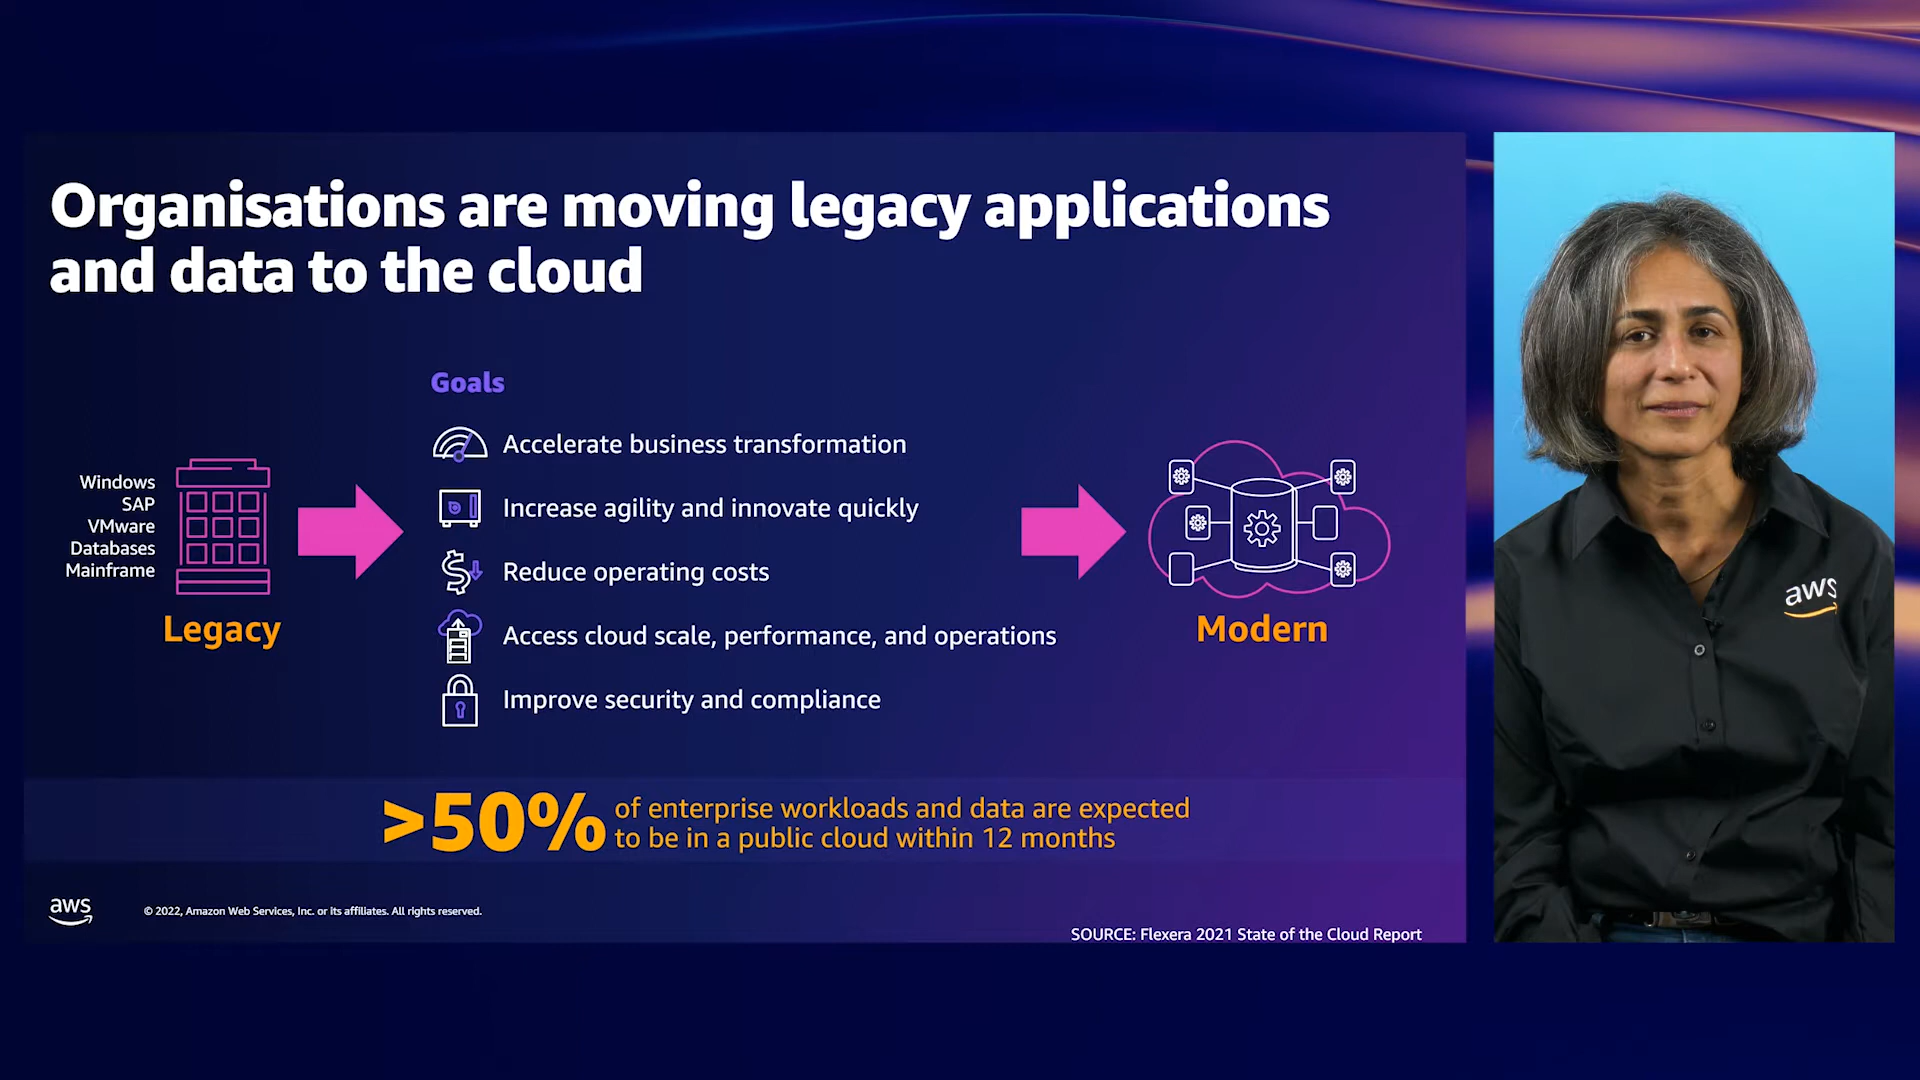 Organisations are moving legacy applications
and data to the cloud
Windows
SAP
VMware
Databases
Mainframe
Legacy
Goals
Accelerate business transformation
Increase agility and innovate quickly
Reduce operating costs
Access cloud scale, performance, and operations
Improve security and compliance
Modern
>50% of enterprise workloads and data are expected
to be in a public cloud within 12 months
aws
© 2022, Amazon Web Services, Inc. or its affiliates. All rights reserved.
SOURCE: Flexera 2021 State of the Cloud Report
aws